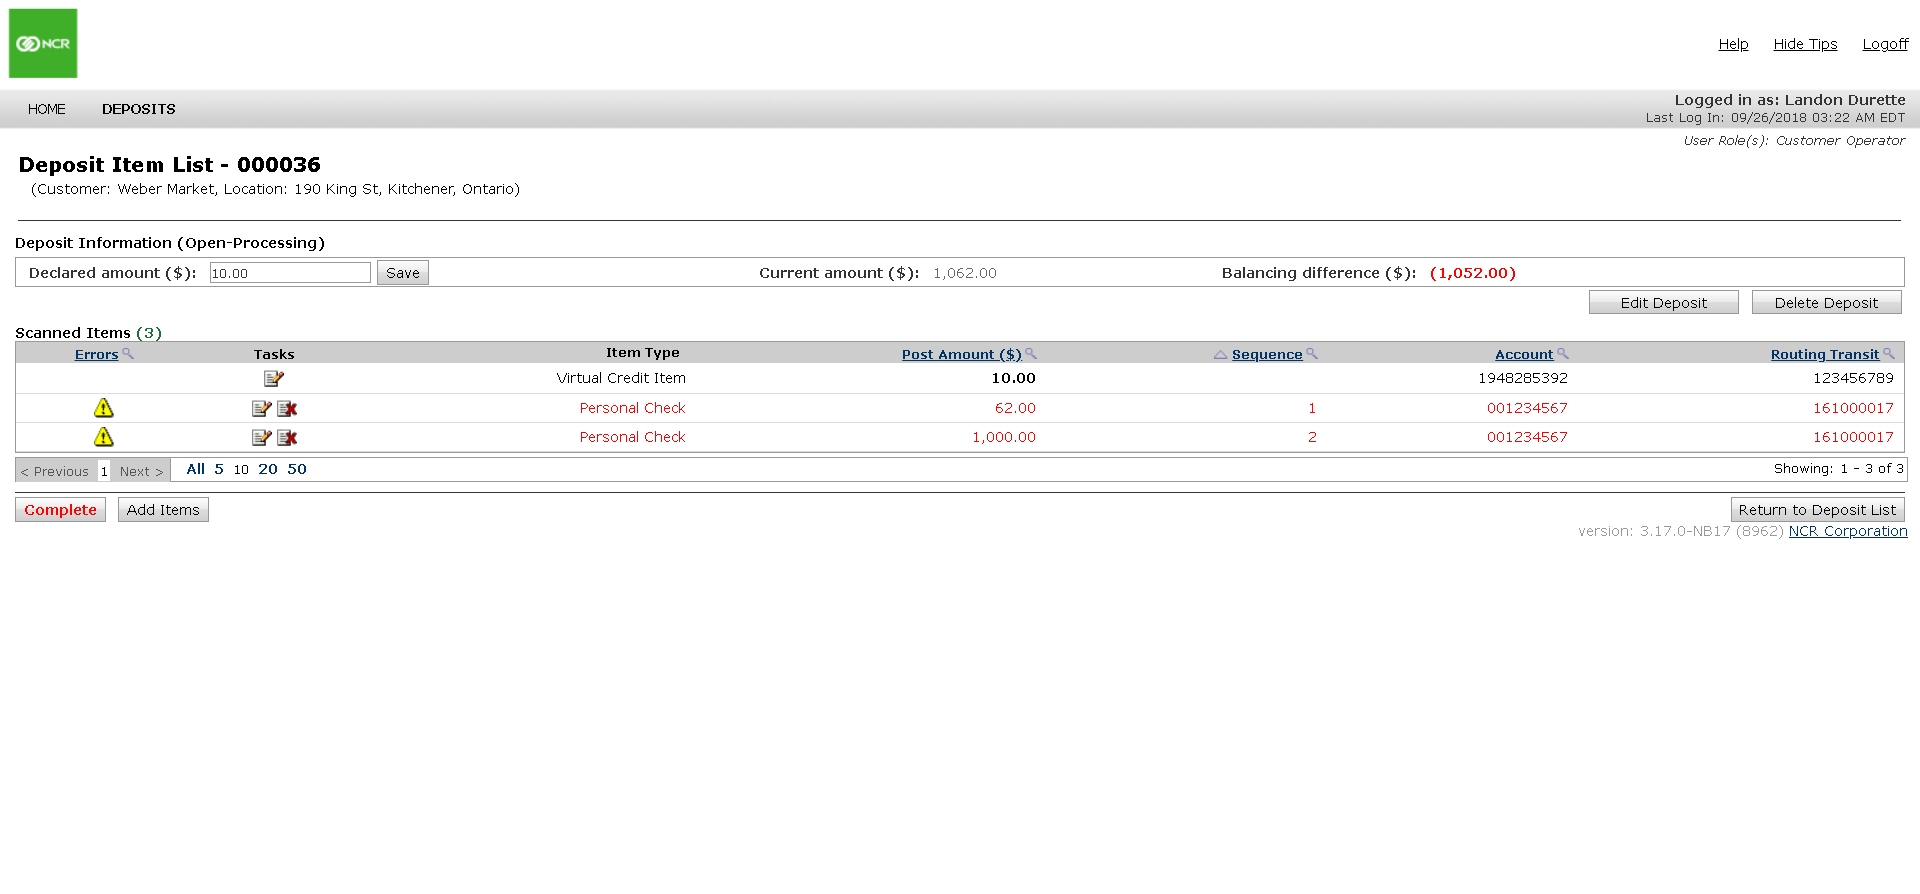 NCR
Help Hide Tips Logoff
HOME DEPOSITS
Logged in as: Landon Durette
Last Log In: 09/26/2018 03:22 AM EDT
User Role(s): Customer Operator
Deposit Item List - 000036
(Customer: Weber Market, Location: 190 King St, Kitchener, Ontario)
Deposit Information (Open-Processing)
Declared amount ($): 10.00 Save Current amount ($): 1,062.00 Balancing difference ($): (1,052.00)
Edit Deposit Delete Deposit
Scanned Items (3)
Errors Tasks Item Type Post Amount ($) Sequence Account Routing Transit
Virtual Credit Item 10.00 1948285392 123456789
Personal Check 62.00 1 001234567 161000017
Personal Check 1,000.00 2 001234567 161000017
< Previous 1 Next > All 5 10 20 50 Showing: 1 - 3 of 3
Complete Add Items Return to Deposit List
version: 3.17.0-NB17 (8962) NCR Corporation